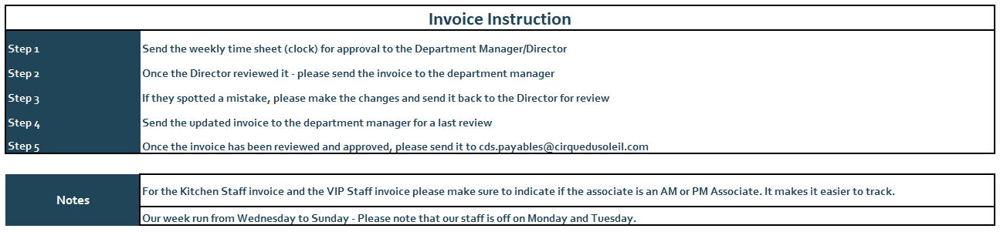 Invoice Instruction
Step 1 Send the weekly time sheet (clock) for approval to the Department Manager/Director
Step 2 Once the Director reviewed it - please send the invoice to the department manager
Step 3 If they spotted a mistake, please make the changes and send it back to the Director for review
Step 4 Send the updated invoice to the department manager for a last review
Step 5 Once the invoice has been reviewed and approved, please send it to cds.payables@cirquedusoleil.com
Notes
For the Kitchen Staff invoice and the VIP Staff invoice please make sure to indicate if the associate is an AM or PM Associate. It makes it easier to track.
Our week run from Wednesday to Sunday - Please note that our staff is off on Monday and Tuesday.